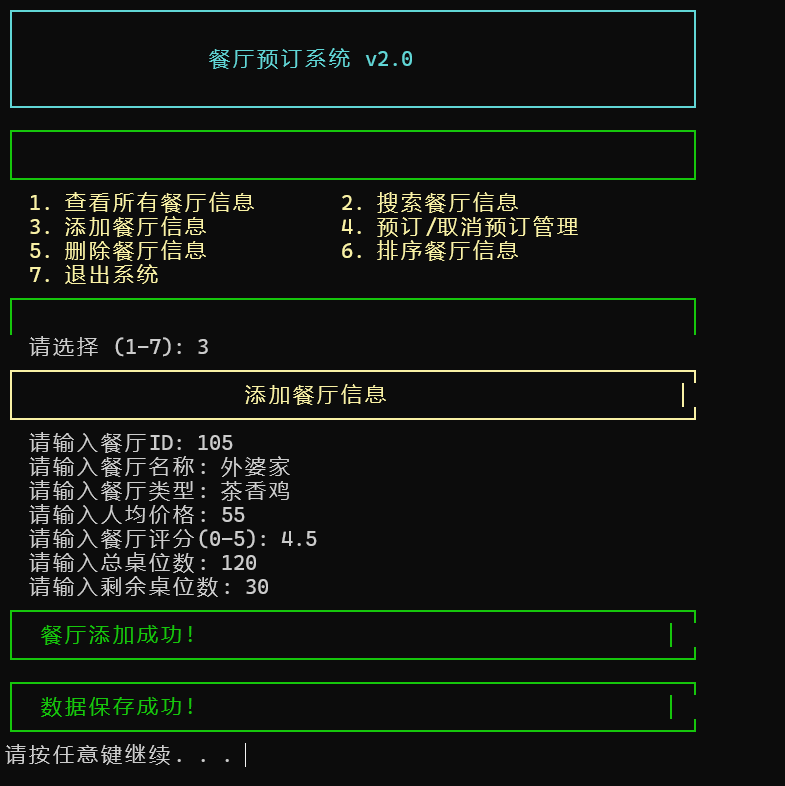 餐厅预订系统 v2.0
1. 查看所有餐厅信息 2. 搜索餐厅信息
3. 添加餐厅信息 4. 预订/取消预订管理
5. 删除餐厅信息 6. 排序餐厅信息
7. 退出系统
请选择 (1-7): 3
添加餐厅信息
请输入餐厅ID: 105
请输入餐厅名称: 外婆家
请输入餐厅类型: 茶香鸡
请输入人均价格: 55
请输入餐厅评分(0-5): 4.5
请输入总桌位数: 120
请输入剩余桌位数: 30
餐厅添加成功!
数据保存成功!
请按任意键继续. . .